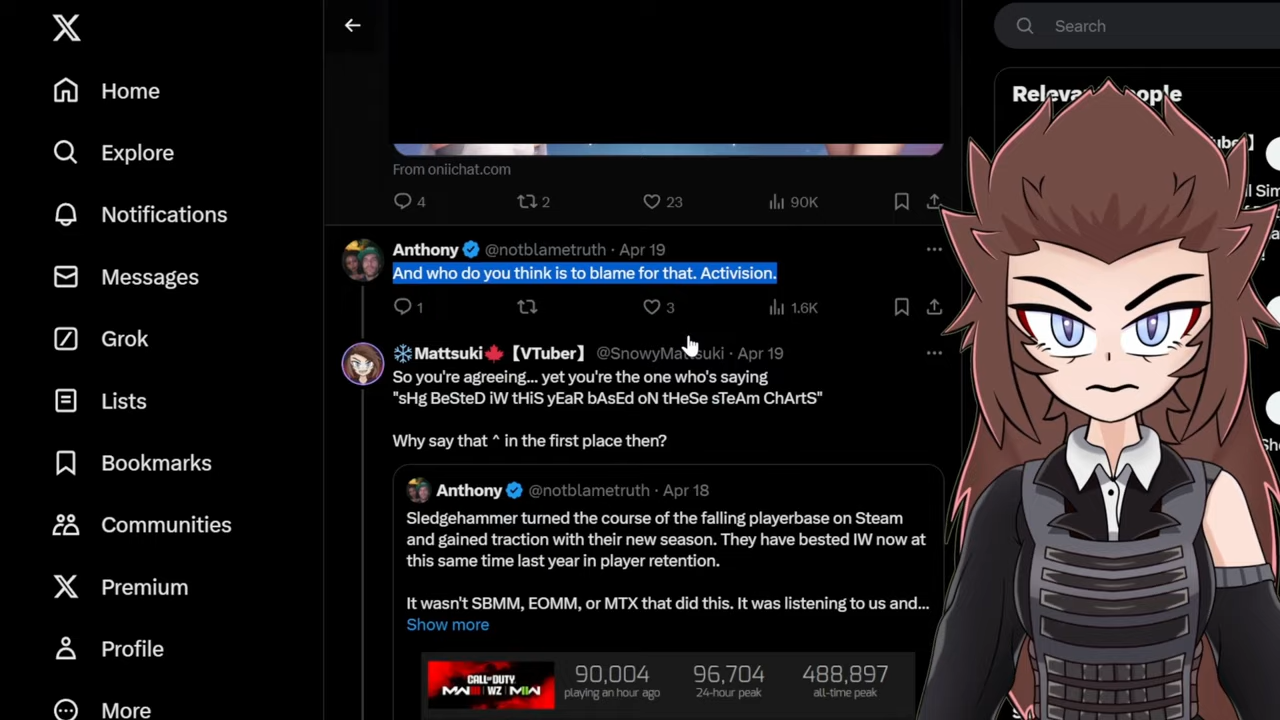 Home
Explore
Notifications
Messages
Grok
Lists
Bookmarks
Communities
Premium
Profile
More
From oniichat.com
4 2 23 90K
Anthony @notblametruth · Apr 19
And who do you think is to blame for that. Activision.
1 3 1.6K
❄️Mattsuki🍁【VTuber】 @SnowyMattsuki · Apr 19
So you're agreeing... yet you're the one who's saying
"sHg BeSteD iW tHiS yEaR bAsEd oN tHeSe sTeAm ChArtS"
Why say that ^ in the first place then?
Anthony @notblametruth · Apr 18
Sledgehammer turned the course of the falling playerbase on Steam
and gained traction with their new season. They have bested IW now at
this same time last year in player retention.
It wasn't SBMM, EOMM, or MTX that did this. It was listening to us and...
Show more
CALL OF DUTY
MWIII | WZ | MWII
90,004 96,704 488,897
playing an hour ago 24-hour peak all-time peak
Search
Relevant people